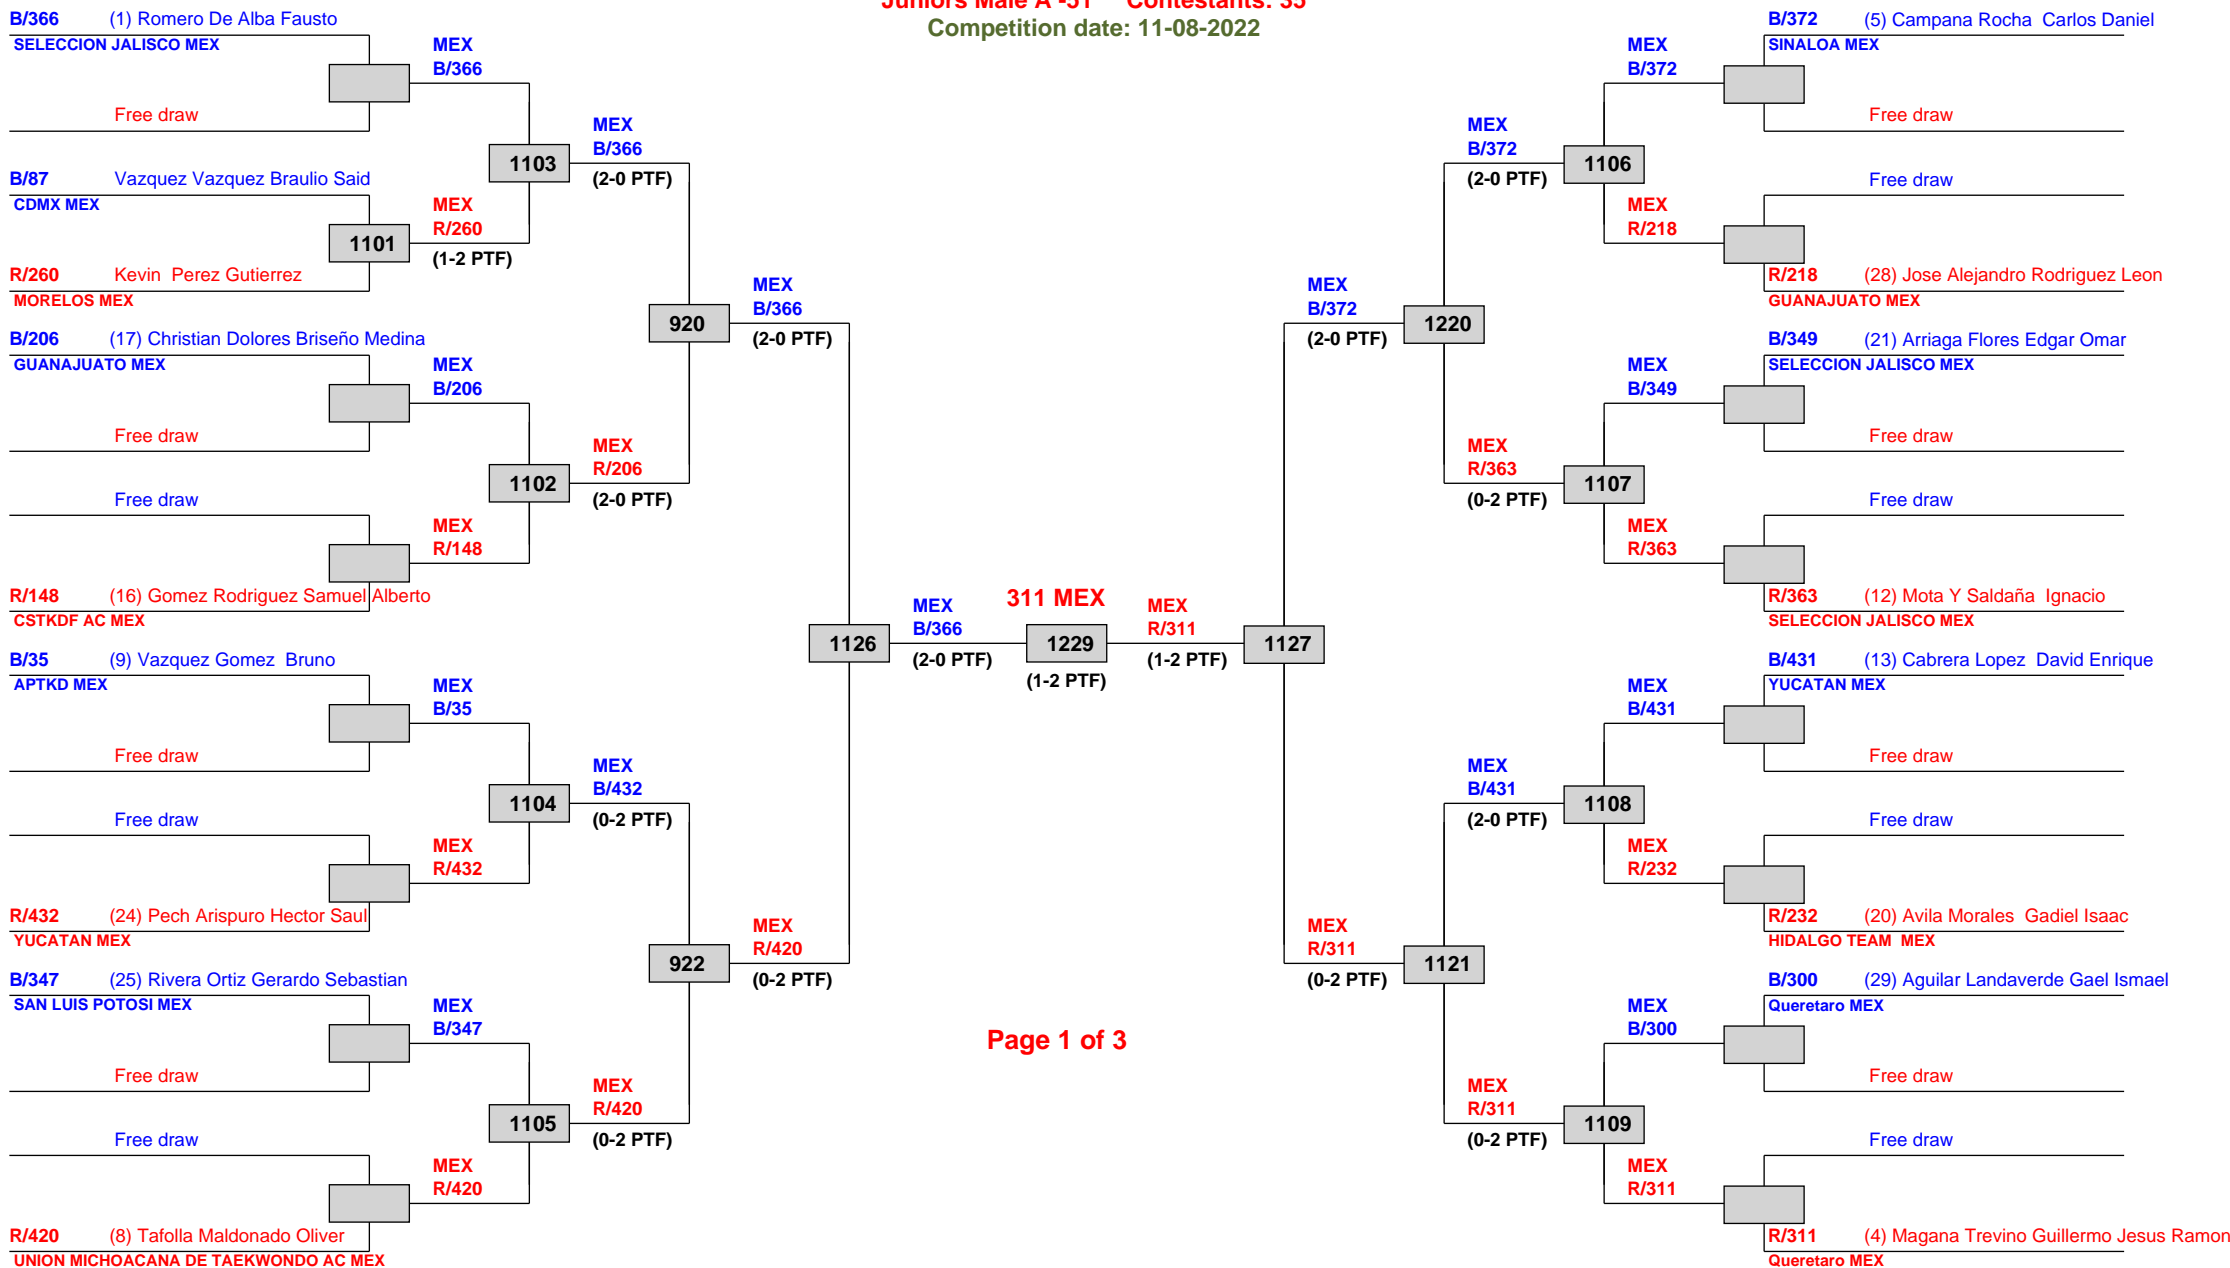 Juniors Male A -51 Contestants: 35
Competition date: 11-08-2022
B/366 (1) Romero De Alba Fausto
SELECCION JALISCO MEX
Free draw
B/87 Vazquez Vazquez Braulio Said
CDMX MEX
R/260 Kevin Perez Gutierrez
MORELOS MEX
B/206 (17) Christian Dolores Briseño Medina
GUANAJUATO MEX
Free draw
Free draw
R/148 (16) Gomez Rodriguez Samuel Alberto
CSTKDF AC MEX
B/35 (9) Vazquez Gomez Bruno
APTKD MEX
Free draw
Free draw
R/432 (24) Pech Arispuro Hector Saul
YUCATAN MEX
B/347 (25) Rivera Ortiz Gerardo Sebastian
SAN LUIS POTOSI MEX
Free draw
Free draw
R/420 (8) Tafolla Maldonado Oliver
UNION MICHOACANA DE TAEKWONDO AC MEX
1101
MEX
B/366
MEX
R/260
(1-2 PTF)
MEX
B/206
MEX
R/148
MEX
B/35
MEX
R/432
MEX
B/347
MEX
R/420
1103
1102
1104
1105
MEX
B/366
(2-0 PTF)
MEX
R/206
(2-0 PTF)
MEX
B/432
(0-2 PTF)
MEX
R/420
(0-2 PTF)
920
922
MEX
B/366
(2-0 PTF)
MEX
R/420
(0-2 PTF)
1126
MEX
B/366
(2-0 PTF)
311 MEX
1229
(1-2 PTF)
MEX
R/311
(1-2 PTF)
1127
Page 1 of 3
MEX
B/372
(2-0 PTF)
MEX
R/311
(0-2 PTF)
1220
1121
MEX
B/372
(2-0 PTF)
MEX
R/363
(0-2 PTF)
MEX
B/431
(2-0 PTF)
MEX
R/311
(0-2 PTF)
1106
1107
1108
1109
MEX
B/372
MEX
R/218
MEX
B/349
MEX
R/363
MEX
B/431
MEX
R/232
MEX
B/300
MEX
R/311
B/372 (5) Campana Rocha Carlos Daniel
SINALOA MEX
Free draw
Free draw
R/218 (28) Jose Alejandro Rodriguez Leon
GUANAJUATO MEX
B/349 (21) Arriaga Flores Edgar Omar
SELECCION JALISCO MEX
Free draw
Free draw
R/363 (12) Mota Y Saldaña Ignacio
SELECCION JALISCO MEX
B/431 (13) Cabrera Lopez David Enrique
YUCATAN MEX
Free draw
Free draw
R/232 (20) Avila Morales Gadiel Isaac
HIDALGO TEAM MEX
B/300 (29) Aguilar Landaverde Gael Ismael
Queretaro MEX
Free draw
Free draw
R/311 (4) Magana Trevino Guillermo Jesus Ramon
Queretaro MEX